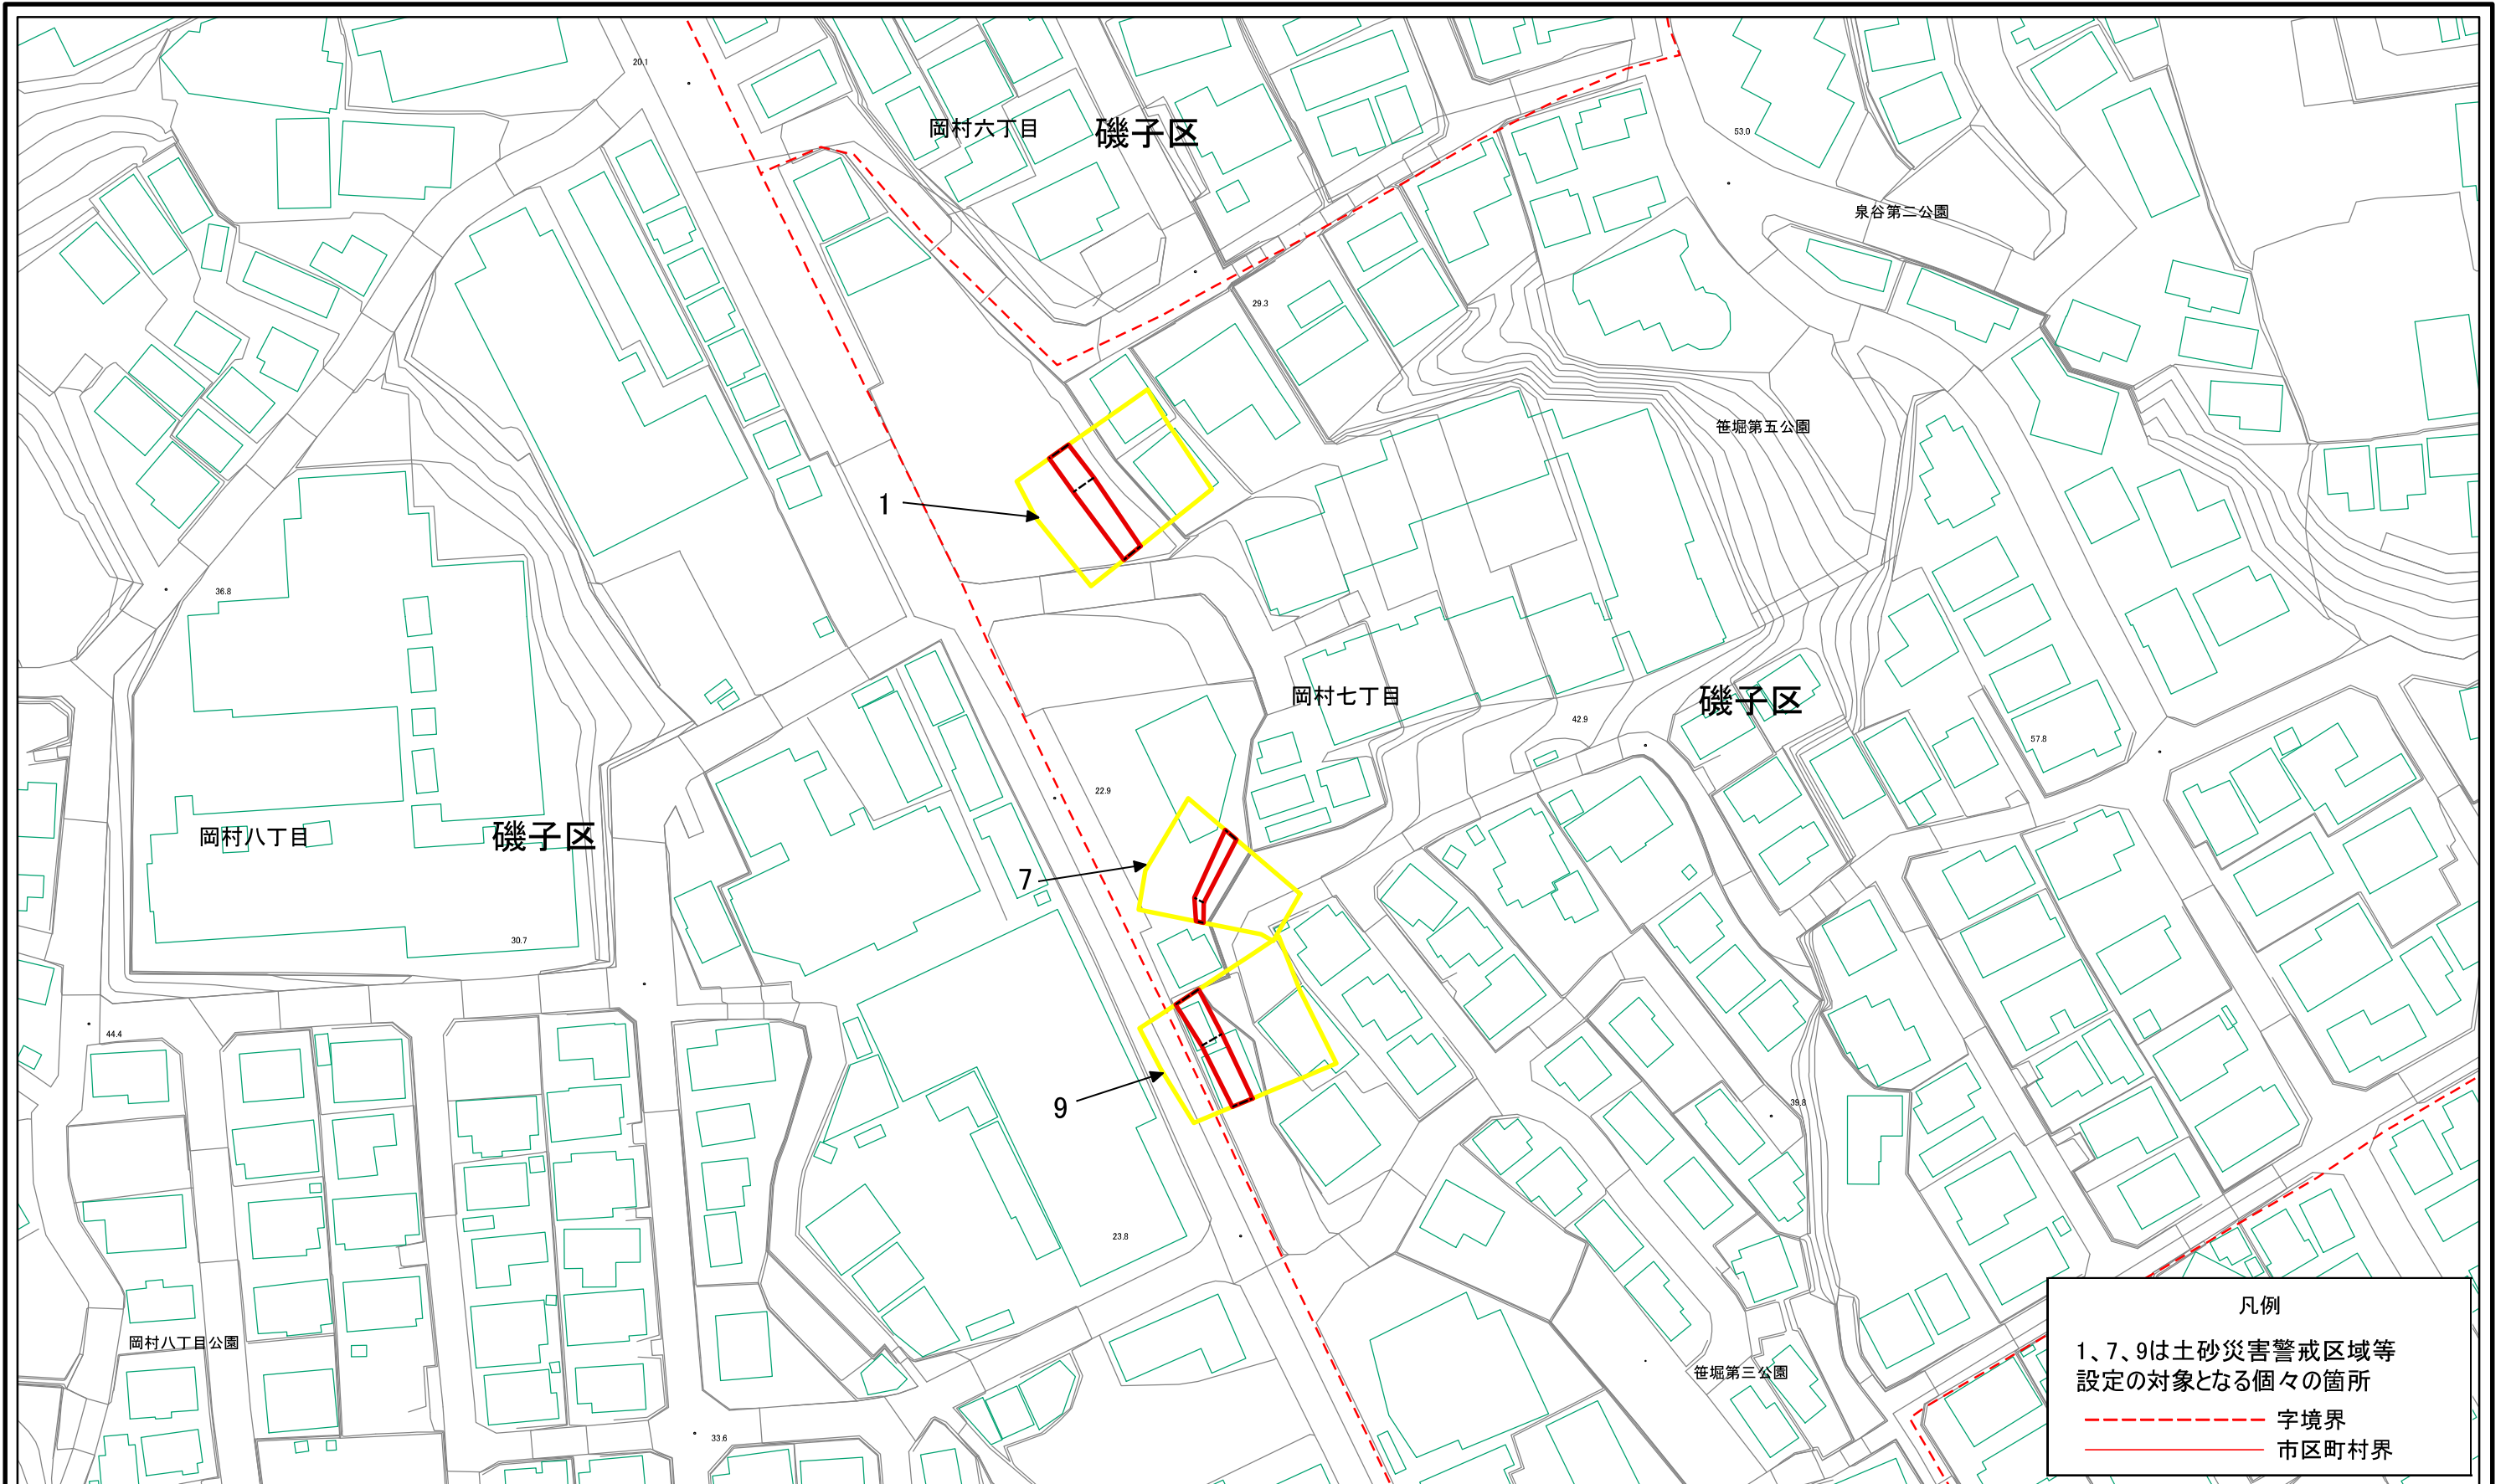 20.1
岡村六丁目
磯子区
53.0
泉谷第二公園
29.3
笹堀第五公園
1
36.8
岡村七丁目
磯子区
42.9
57.8
22.9
岡村八丁目
磯子区
7
30.7
44.4
9
39.8
23.8
岡村八丁目公園
笹堀第三公園
33.6
凡例
1、7、9は土砂災害警戒区域等
設定の対象となる個々の箇所
字境界
市区町村界